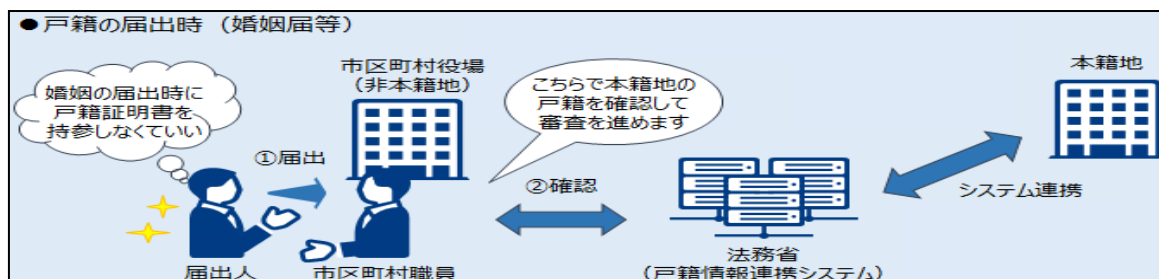 ●戸籍の届出時（婚姻届等）
婚姻の届出時に
戸籍証明書を
持参しなくていい
①届出
届出人
市区町村役場
（非本籍地）
市区町村職員
こちらで本籍地の
戸籍を確認して
審査を進めます
②確認
法務省
（戸籍情報連携システム）
システム連携
本籍地